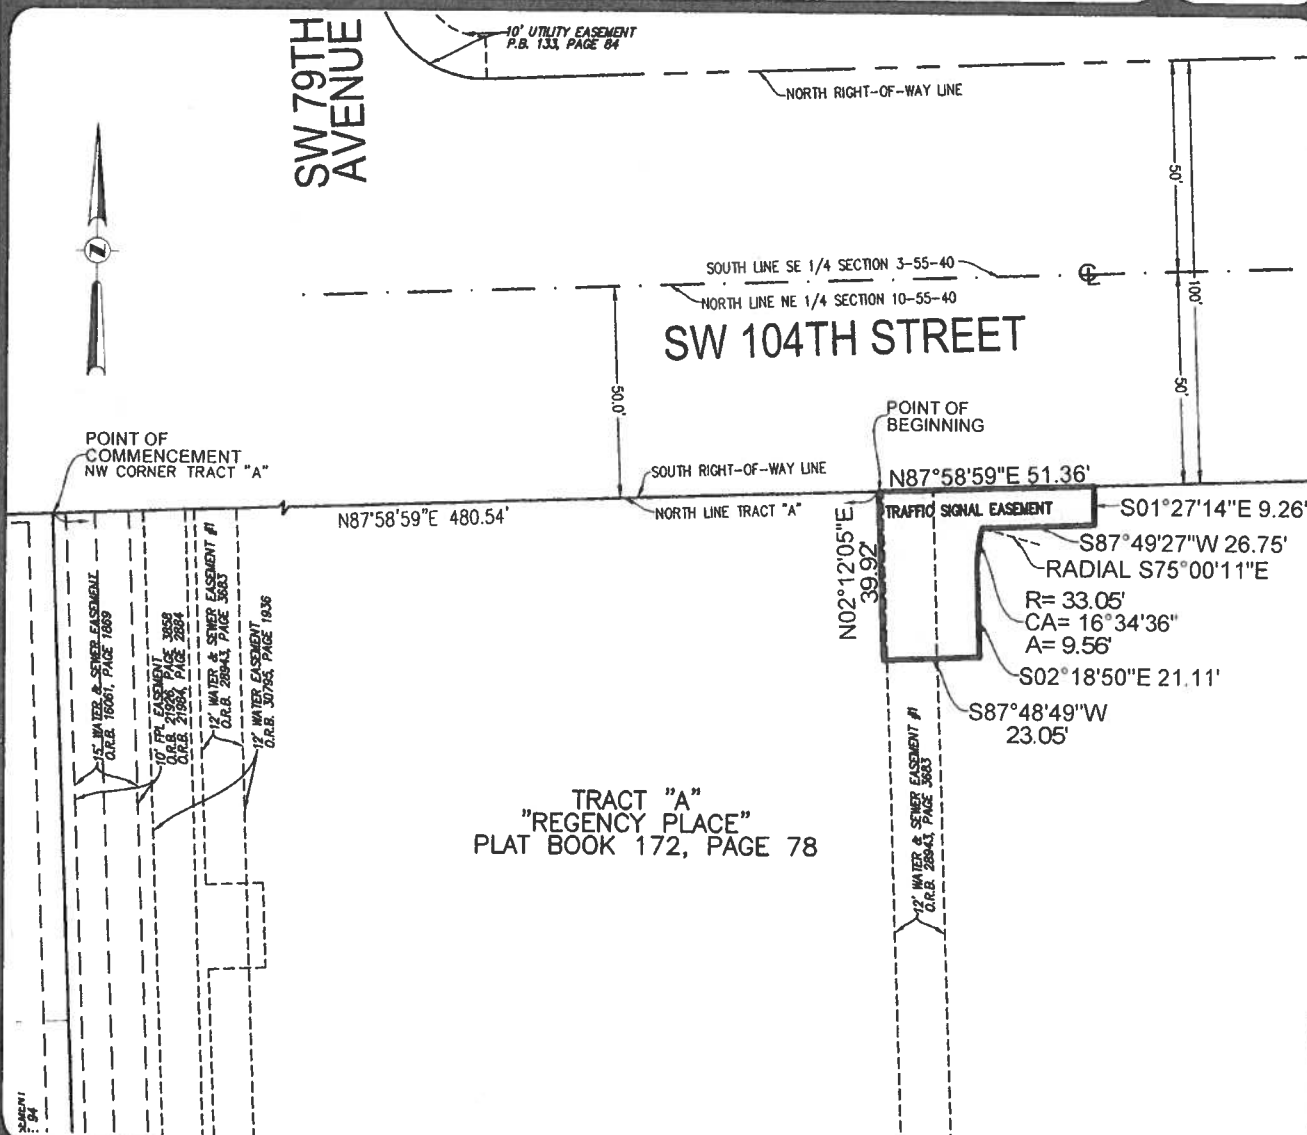 SW 79TH
AVENUE
10' UTILITY EASEMENT
P.B. 133, PAGE 84
NORTH RIGHT-OF-WAY LINE
50'
100'
50'
N
SOUTH LINE SE 1/4 SECTION 3-55-40
NORTH LINE NE 1/4 SECTION 10-55-40
SW 104TH STREET
50.0'
POINT OF
BEGINNING
POINT OF
COMMENCEMENT
NW CORNER TRACT "A"
SOUTH RIGHT-OF-WAY LINE
NORTH LINE TRACT "A"
N87°58'59"E 480.54'
N87°58'59"E 51.36'
TRAFFIC SIGNAL EASEMENT
S01°27'14"E 9.26'
S87°49'27"W 26.75'
RADIAL S75°00'11"E
R= 33.05'
CA= 16°34'36"
A= 9.56'
S02°18'50"E 21.11'
S87°48'49"W
23.05'
N02°12'05"E
39.92'
15' WATER & SEWER EASEMENT
O.R.B. 16061, PAGE 1869
10' FPL EASEMENT
O.R.B. 21926, PAGE 3858
O.R.B. 21984, PAGE 2884
12' WATER & SEWER EASEMENT #1
O.R.B. 28943, PAGE 3683
12' WATER EASEMENT
O.R.B. 30795, PAGE 1936
TRACT "A"
"REGENCY PLACE"
PLAT BOOK 172, PAGE 78
12' WATER & SEWER EASEMENT #1
O.R.B. 28943, PAGE 3683